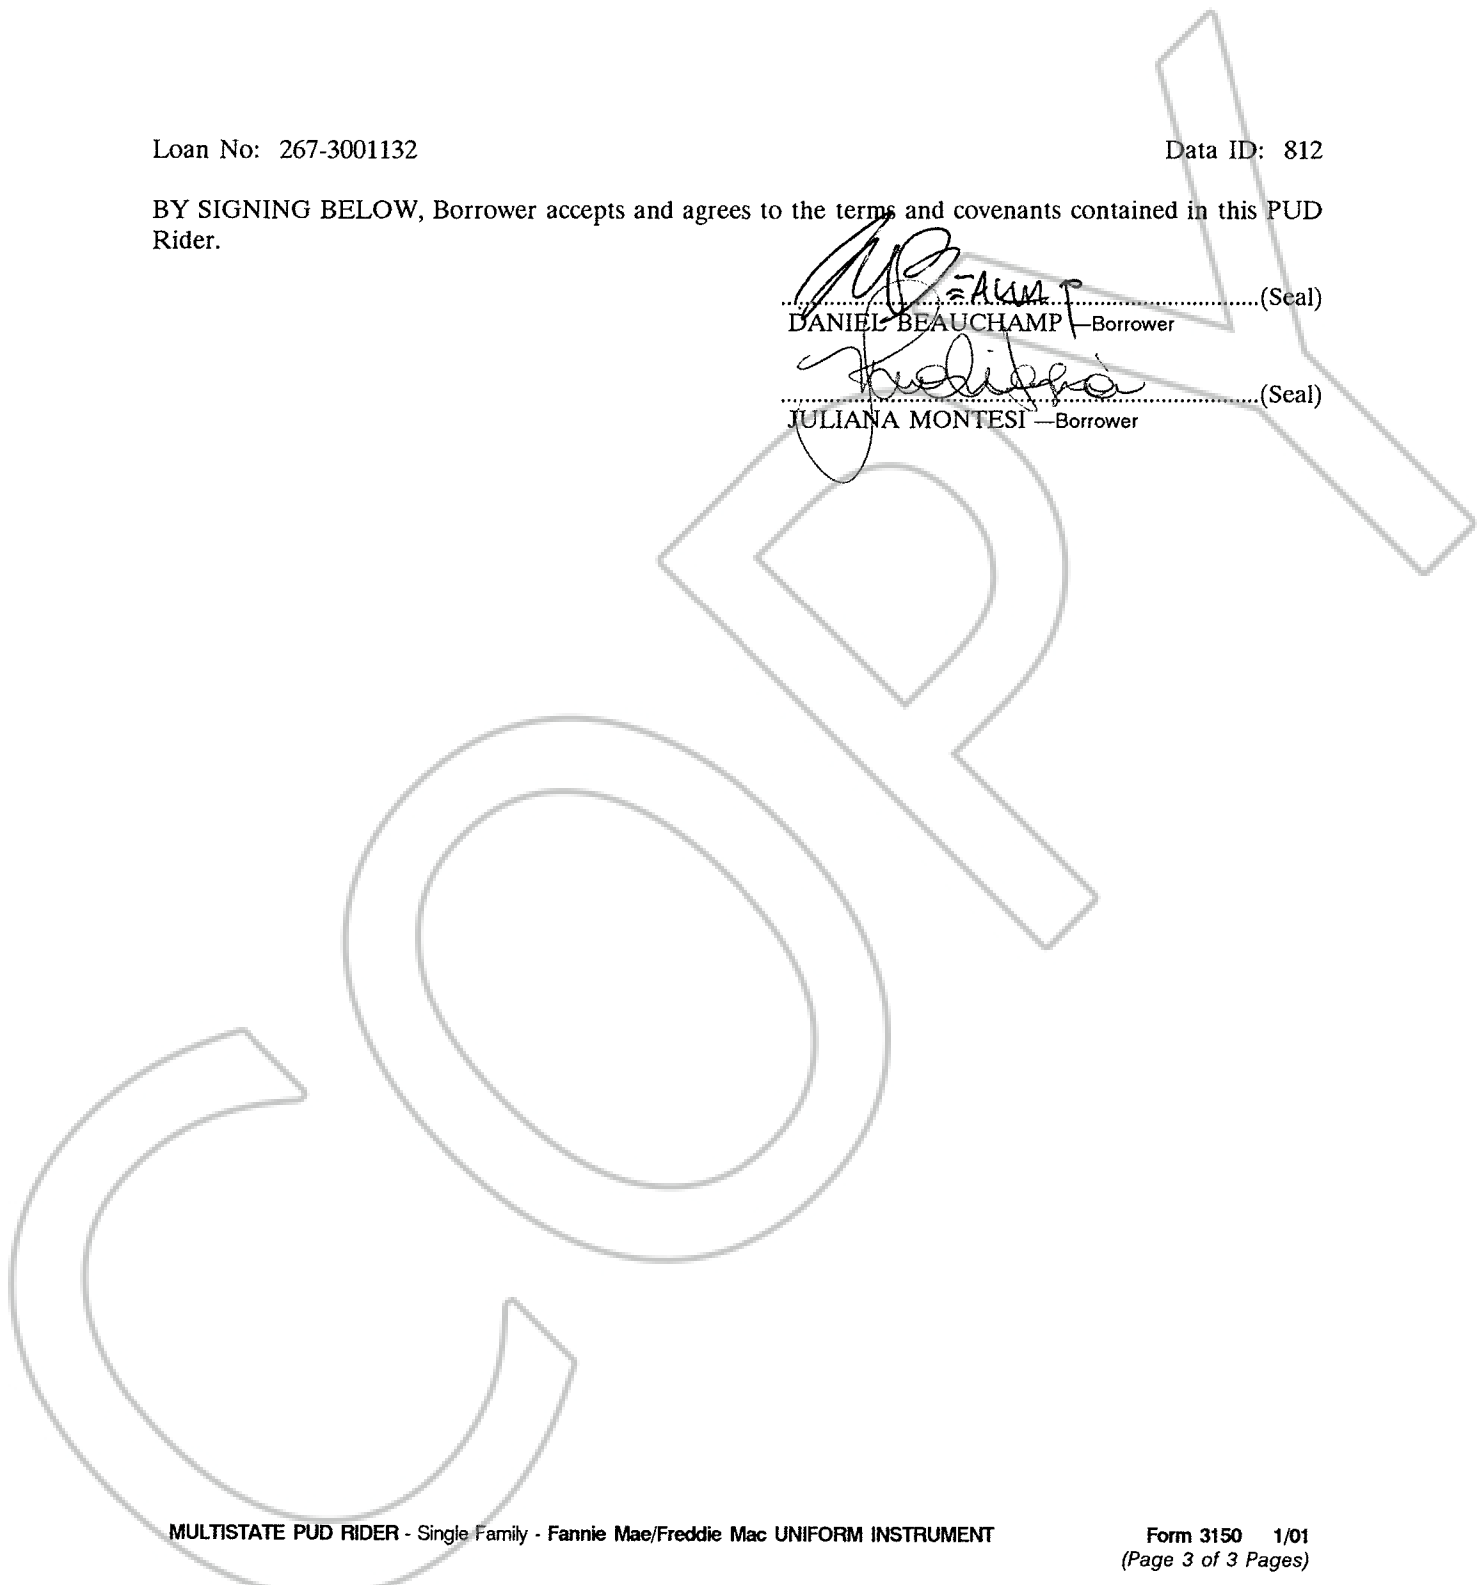 Loan No: 267-3001132 Data ID: 812
BY SIGNING BELOW, Borrower accepts and agrees to the terms and covenants contained in this PUD
Rider.
(Seal)
DANIEL BEAUCHAMP —Borrower
(Seal)
JULIANA MONTESI —Borrower
COPY
MULTISTATE PUD RIDER - Single Family - Fannie Mae/Freddie Mac UNIFORM INSTRUMENT Form 3150 1/01
(Page 3 of 3 Pages)